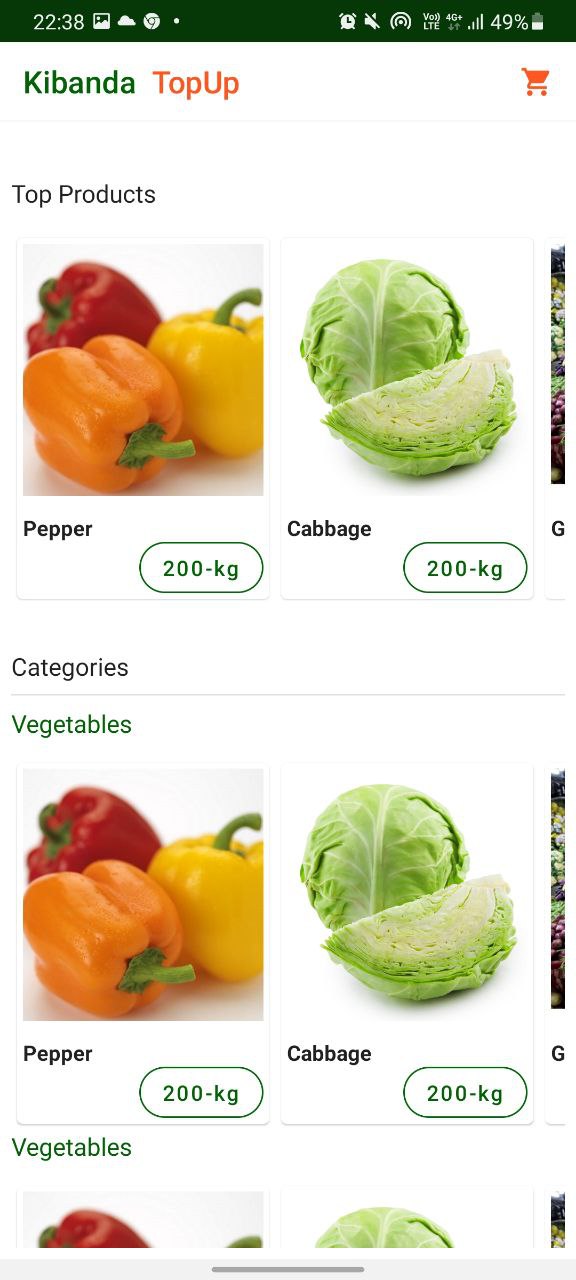 22:38 Vo)) LTE 4G+ 49%
Kibanda TopUp
Top Products
Pepper Cabbage G
200-kg 200-kg
Categories
Vegetables
Pepper Cabbage G
200-kg 200-kg
Vegetables